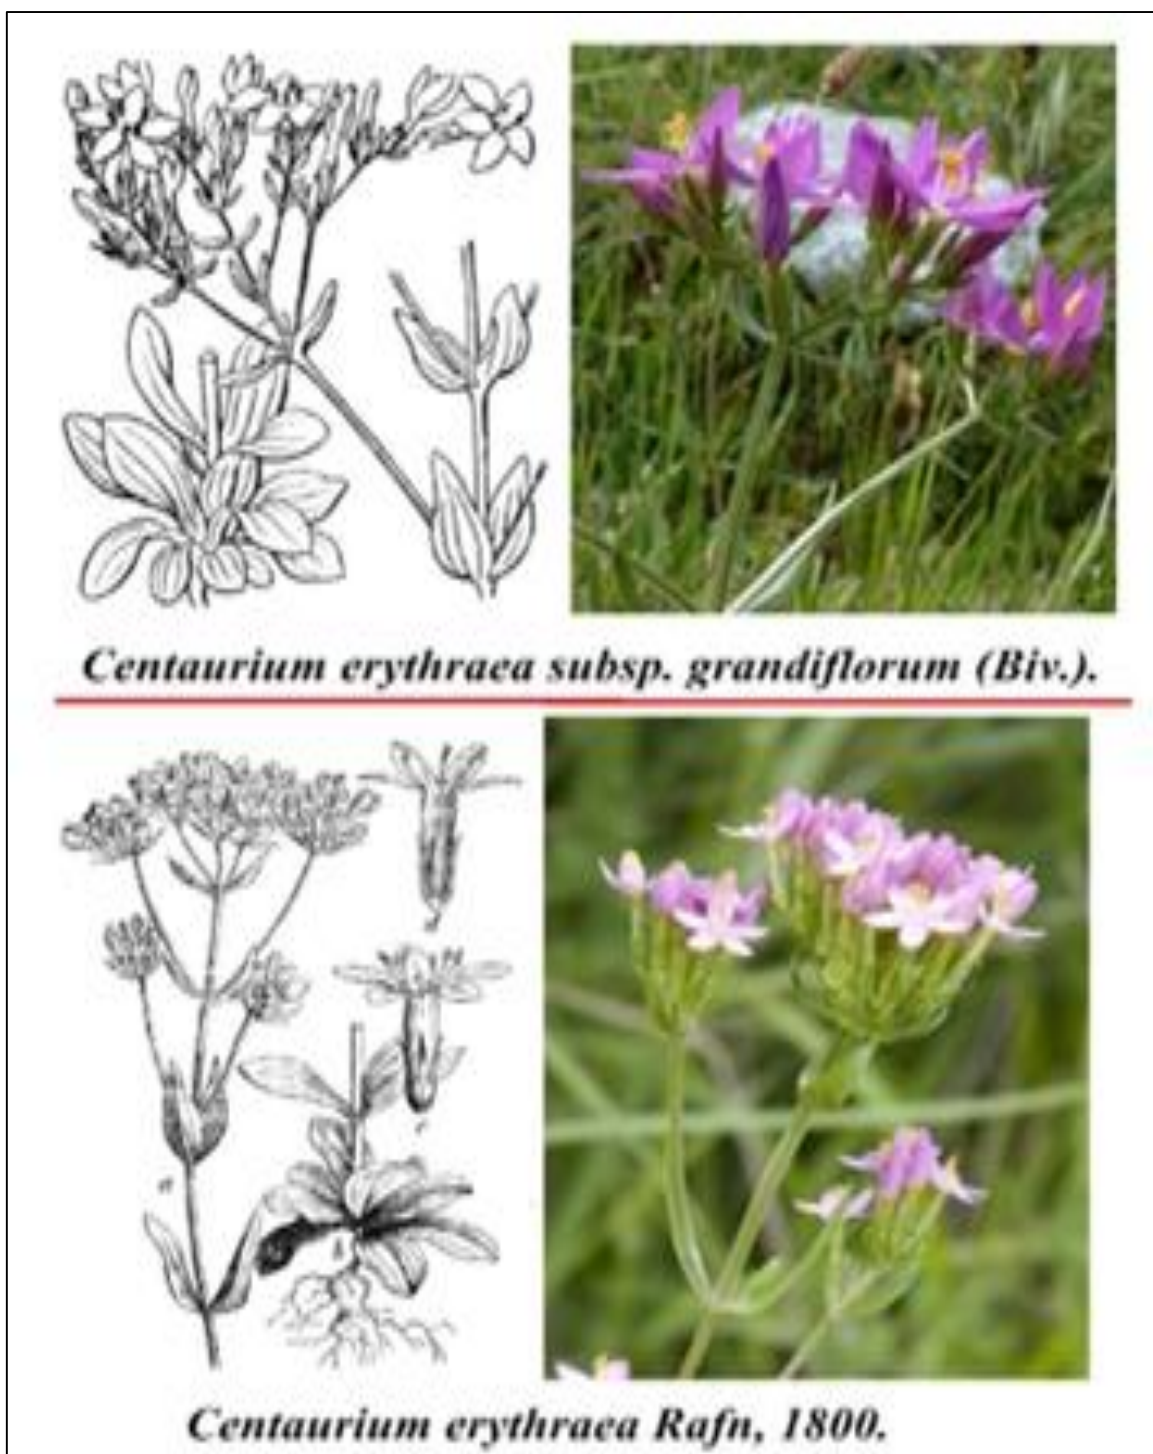 Centaurium erythraea subsp. grandiflorum (Biv.).
a
b
c
Centaurium erythraea Rafn, 1800.